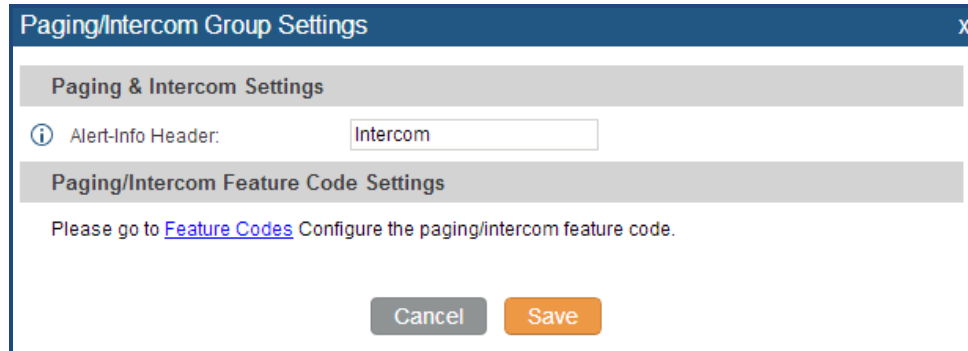 Paging/Intercom Group Settings X
Paging & Intercom Settings
i Alert-Info Header: Intercom
Paging/Intercom Feature Code Settings
Please go to Feature Codes Configure the paging/intercom feature code.
Cancel Save